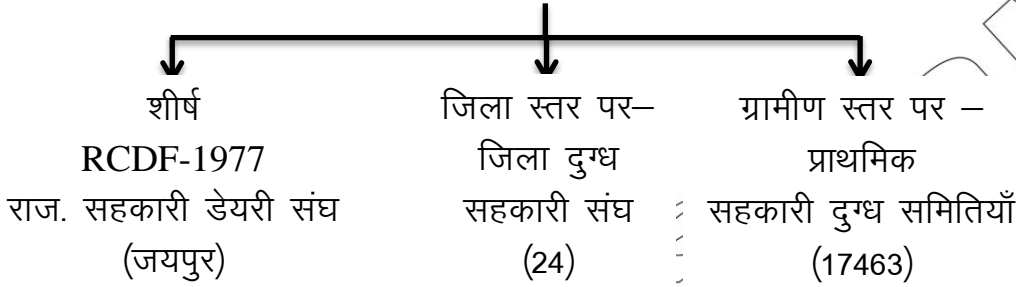 शीर्ष
RCDF-1977
राज. सहकारी डेयरी संघ
(जयपुर)
जिला स्तर पर–
जिला दुग्ध
सहकारी संघ
(24)
ग्रामीण स्तर पर –
प्राथमिक
सहकारी दुग्ध समितियाँ
(17463)